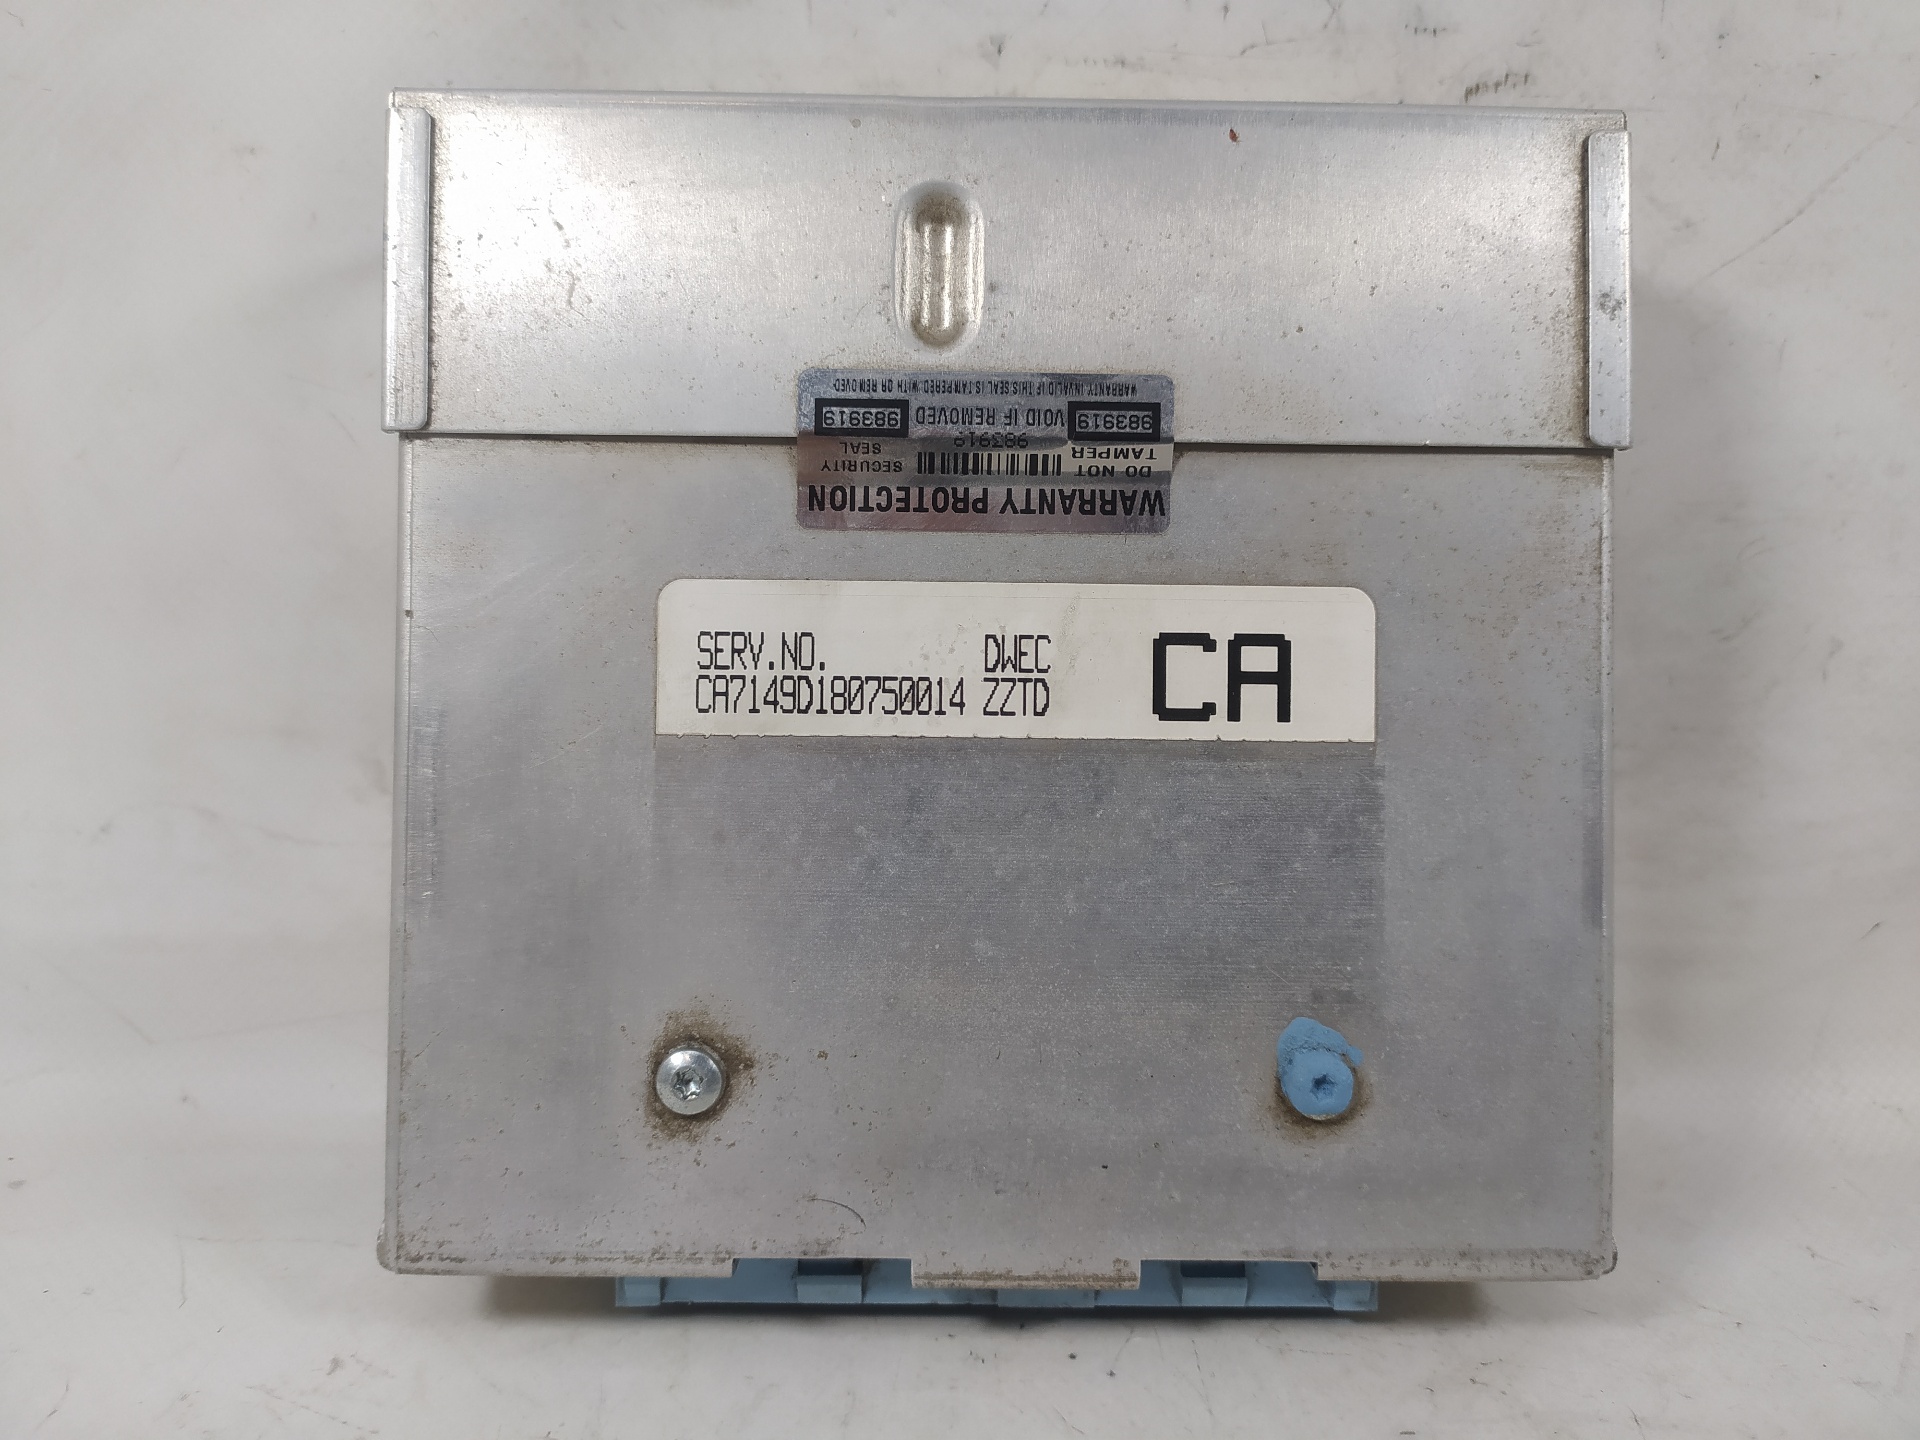 WARRANTY INVALID IF THIS SEAL IS TAMPERED WITH OR REMOVED
983919 VOID IF REMOVED 983919
983919
DO NOT TAMPER
SECURITY SEAL
WARRANTY PROTECTION
SERV.NO. DWEC
CA7149D180750014 ZZTD
CA